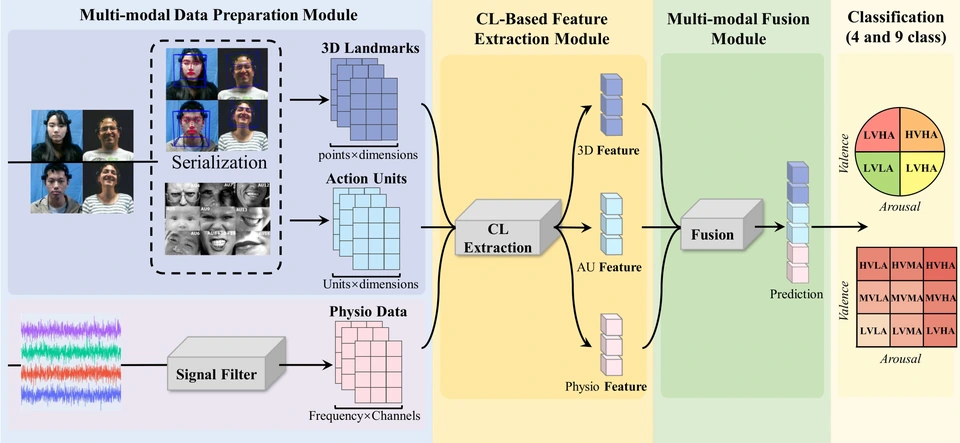 Multi-modal Data Preparation Module
CL-Based Feature
Extraction Module
Multi-modal Fusion
Module
Classification
(4 and 9 class)
3D Landmarks
points×dimensions
Serialization
Action Units
Units×dimensions
Physio Data
Signal Filter
Frequency×Channels
CL
Extraction
3D Feature
AU Feature
Physio Feature
Fusion
Prediction
Valence
LVHA
HVHA
LVLA
LVHA
Arousal
Valence
HVLA HVMA HVHA
MVLA MVMA MVHA
LVLA LVMA LVHA
Arousal